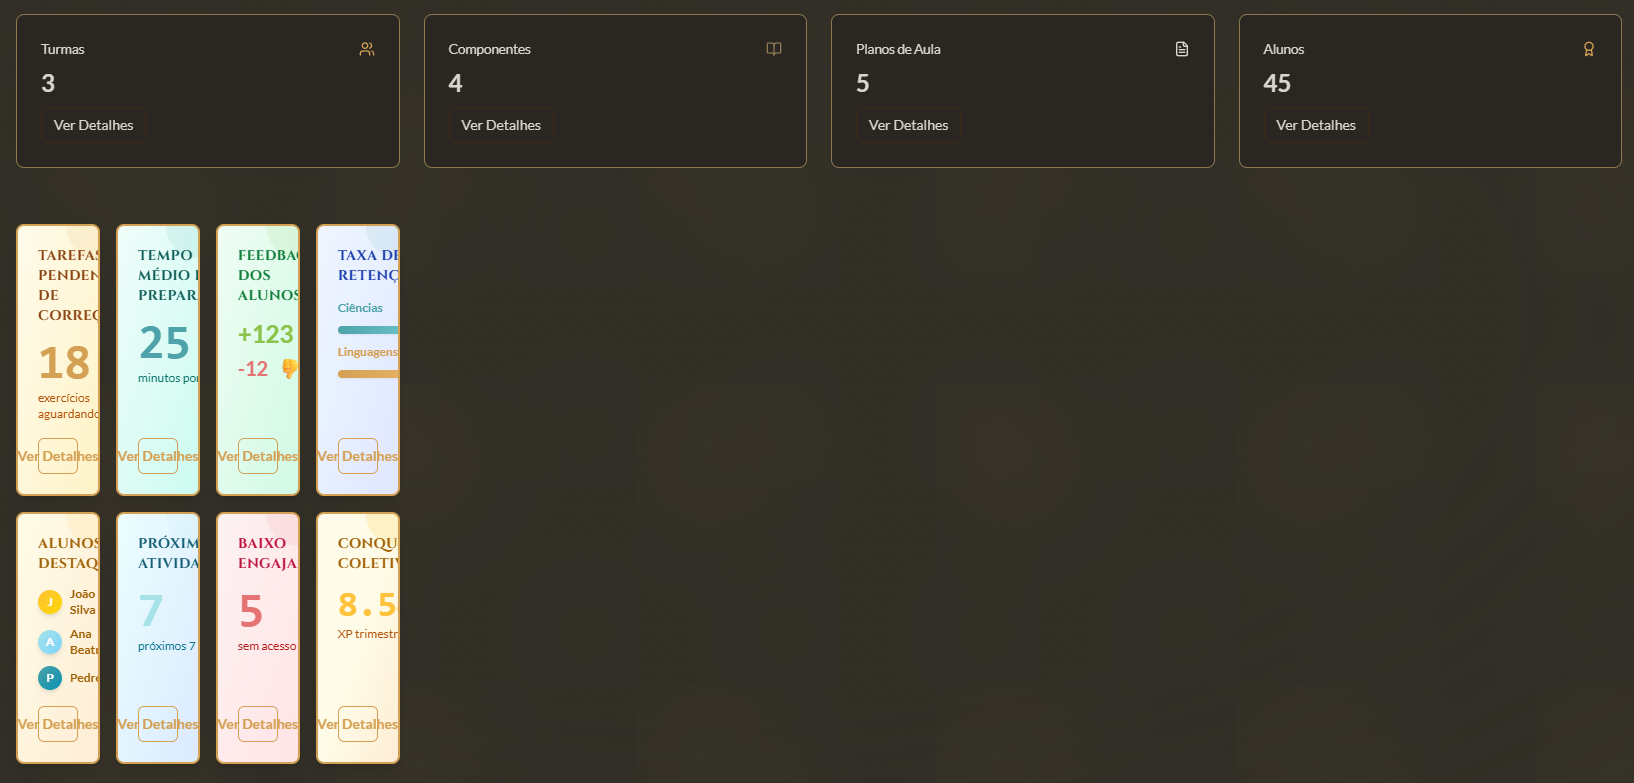 Turmas
3
Ver Detalhes
Componentes
4
Ver Detalhes
Planos de Aula
5
Ver Detalhes
Alunos
45
Ver Detalhes
TAREFAS
PENDEN
DE
CORREÇ
18
exercícios
aguardando
Ver Detalhes
TEMPO
MÉDIO
PREPAR
25
minutos por
Ver Detalhes
FEEDBAC
DOS
ALUNOS
+123
-12 👎
Ver Detalhes
TAXA DE
RETENÇ
Ciências
Linguagens
Ver Detalhes
ALUNOS
DESTAQ
J
João
Silva
A
Ana
Beatr
P
Pedro
Ver Detalhes
PRÓXIM
ATIVIDA
7
próximos 7
Ver Detalhes
BAIXO
ENGAJA
5
sem acesso
Ver Detalhes
CONQU
COLETIV
8.5
XP trimestr
Ver Detalhes